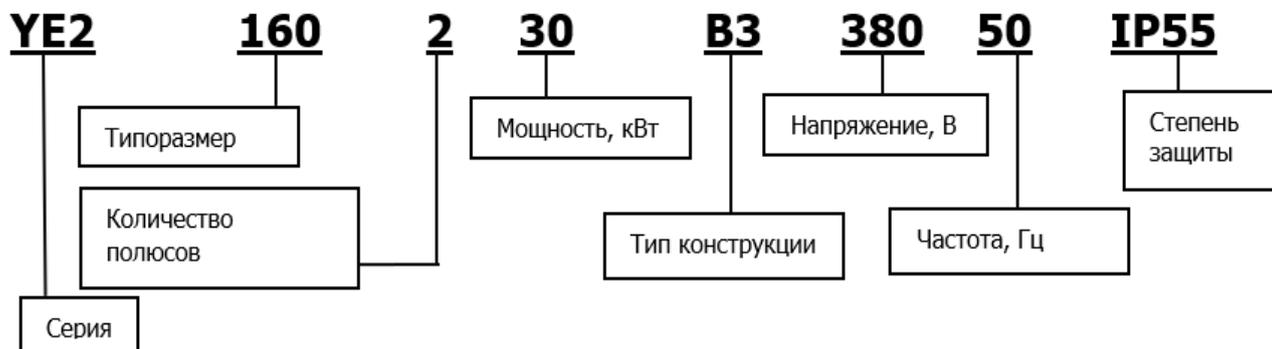 YE2 160 2 30 B3 380 50 IP55
Типоразмер
Мощность, кВт
Напряжение, В
Степень
защиты
Количество
полюсов
Тип конструкции
Частота, Гц
Серия